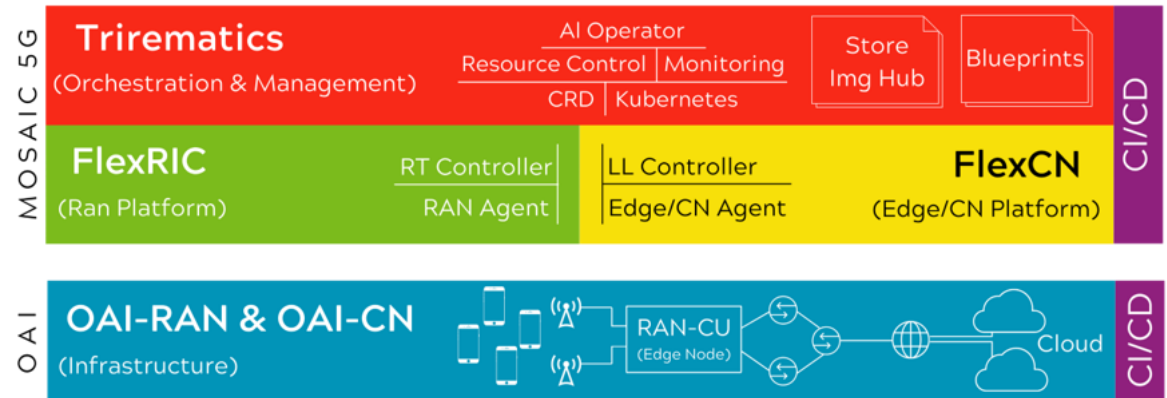 MOSAIC 5G
Trirematics
(Orchestration & Management)
AI Operator
Resource Control Monitoring
CRD Kubernetes
Store
Img Hub
Blueprints
CI/CD
FlexRIC
(Ran Platform)
RT Controller
RAN Agent
LL Controller
Edge/CN Agent
FlexCN
(Edge/CN Platform)
OAI
OAI-RAN & OAI-CN
(Infrastructure)
RAN-CU
(Edge Node)
Cloud
CI/CD